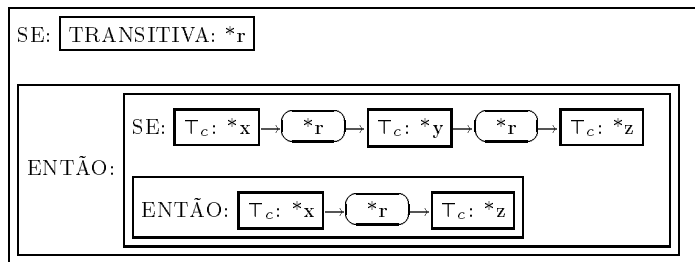 SE: TRANSITIVA: *r
SE: ⊤c: *x → *r → ⊤c: *y → *r → ⊤c: *z
ENTÃO:
ENTÃO: ⊤c: *x → *r → ⊤c: *z